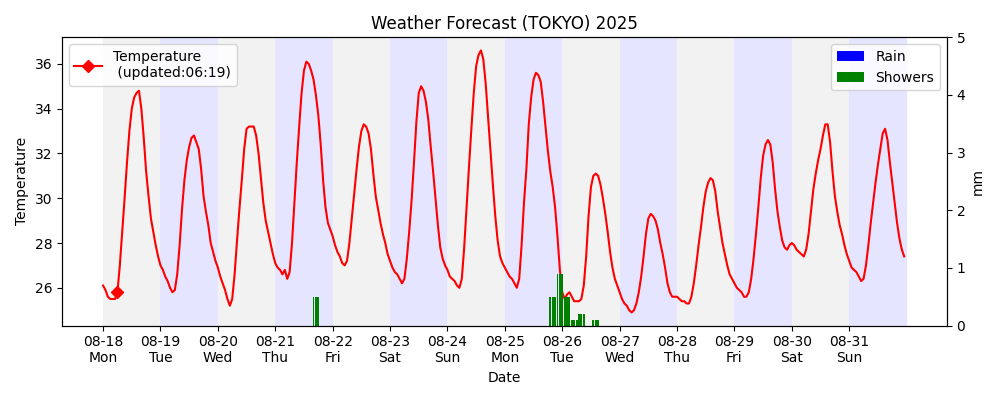 Weather Forecast (TOKYO) 2025
Temperature
(updated:06:19)
Rain
Showers
Temperature
36
34
32
30
28
26
5
4
3
2
1
0
mm
08-18 08-19 08-20 08-21 08-22 08-23 08-24 08-25 08-26 08-27 08-28 08-29 08-30 08-31
Mon Tue Wed Thu Fri Sat Sun Mon Tue Wed Thu Fri Sat Sun
Date